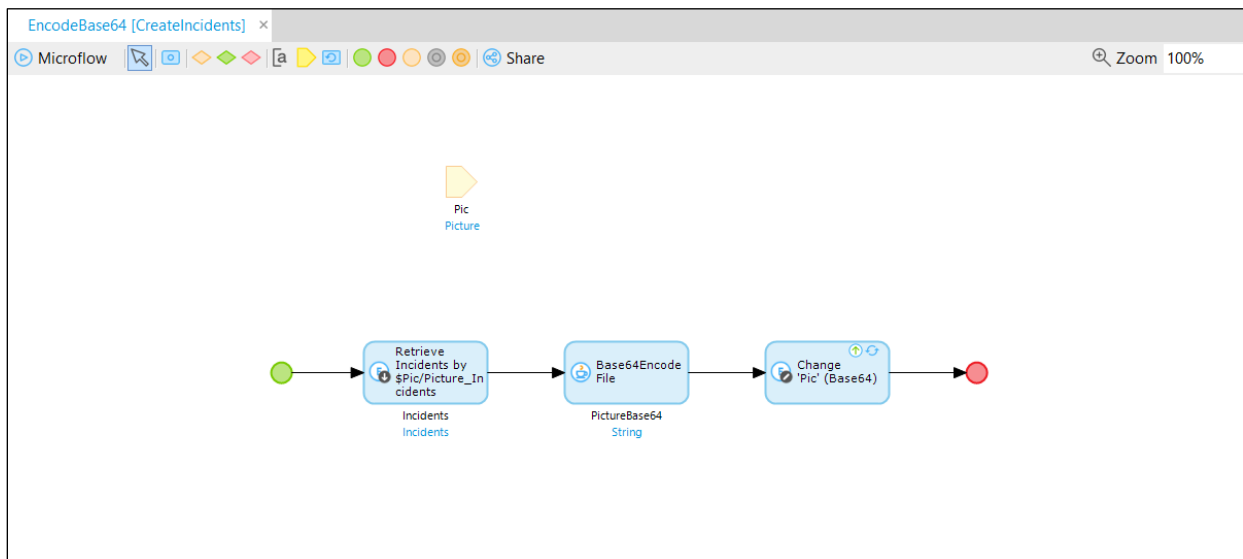 EncodeBase64 [CreateIncidents] ×
Microflow
[a
Share
Zoom 100%
Pic
Picture
Retrieve
Incidents by
$Pic/Picture_In
cidents
Incidents
Incidents
Base64Encode
File
PictureBase64
String
Change
'Pic' (Base64)